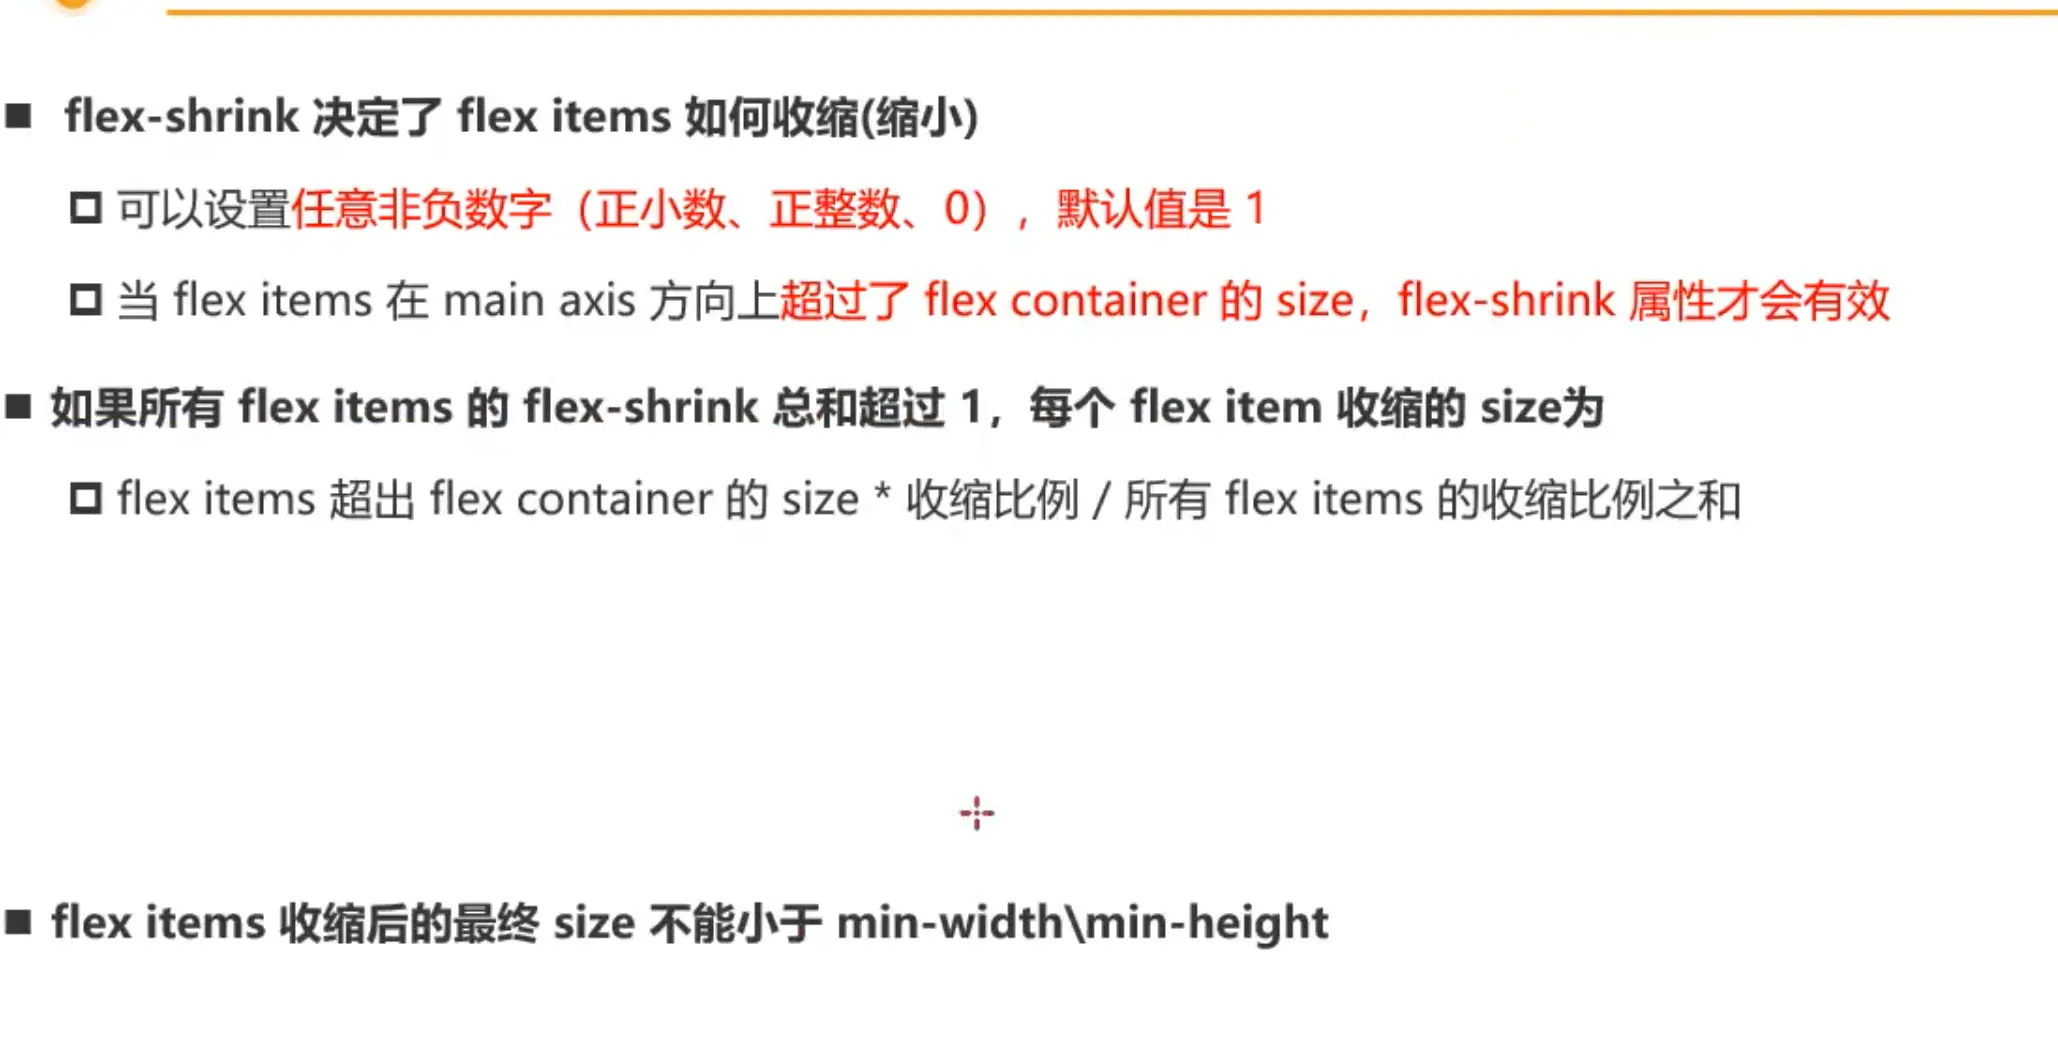 flex-shrink 决定了 flex items 如何收缩(缩小)
可以设置任意非负数字（正小数、正整数、0），默认值是 1
当 flex items 在 main axis 方向上超过了 flex container 的 size，flex-shrink 属性才会有效
如果所有 flex items 的 flex-shrink 总和超过 1，每个 flex item 收缩的 size为
flex items 超出 flex container 的 size * 收缩比例 / 所有 flex items 的收缩比例之和
flex items 收缩后的最终 size 不能小于 min-width\min-height